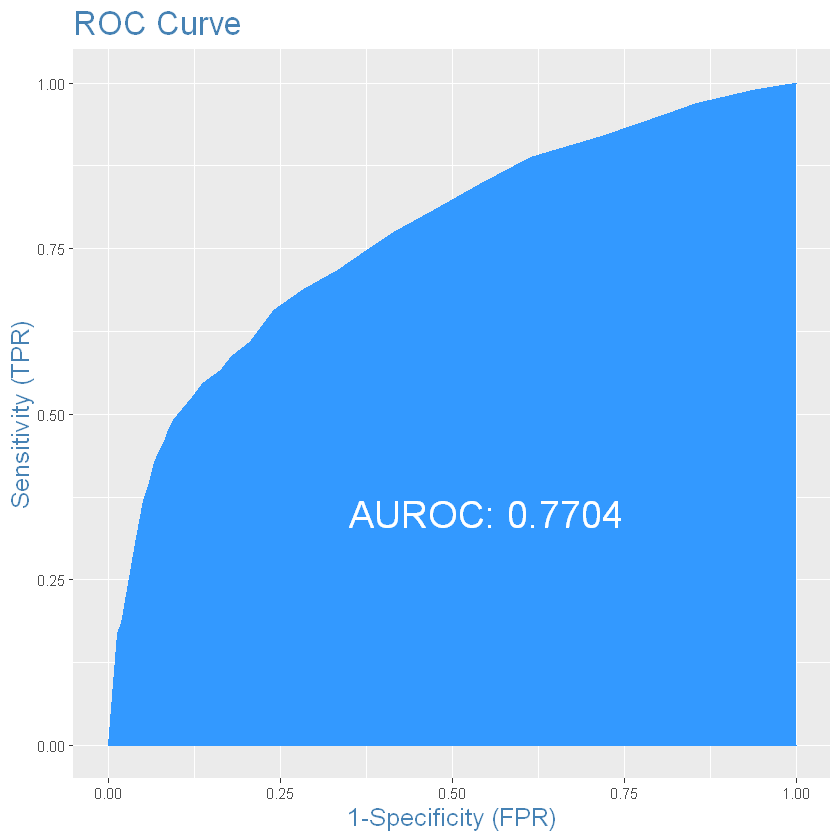 ROC Curve
1.00
0.75
0.50
0.25
0.00
Sensitivity (TPR)
AUROC: 0.7704
0.00 0.25 0.50 0.75 1.00
1-Specificity (FPR)